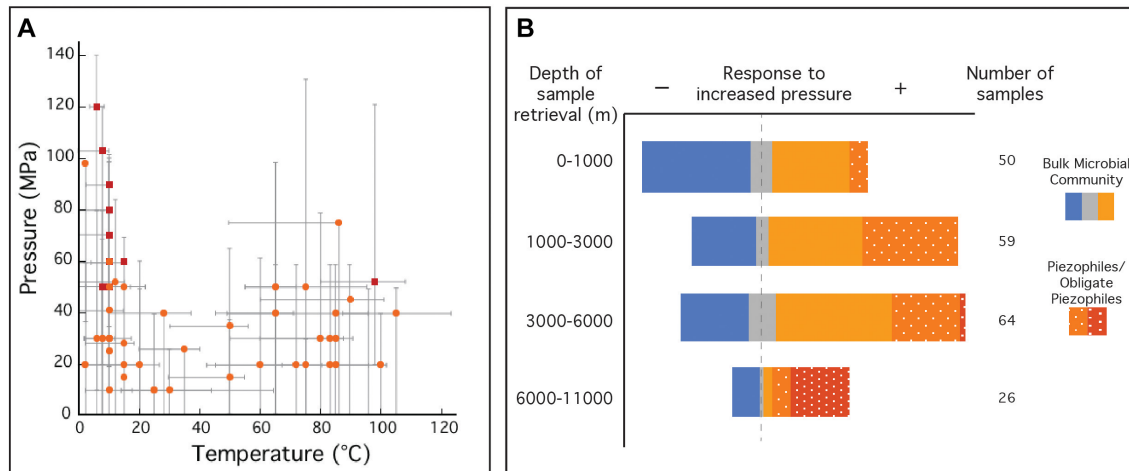 A
140
120
100
80
60
40
20
0
Pressure (MPa)
0 20 40 60 80 100 120
Temperature (°C)
B
Depth of
sample
retrieval (m)
Response to
increased pressure
– +
Number of
samples
0-1000
50
1000-3000
59
3000-6000
64
6000-11000
26
Bulk Microbial
Community
Piezophiles/
Obligate
Piezophiles